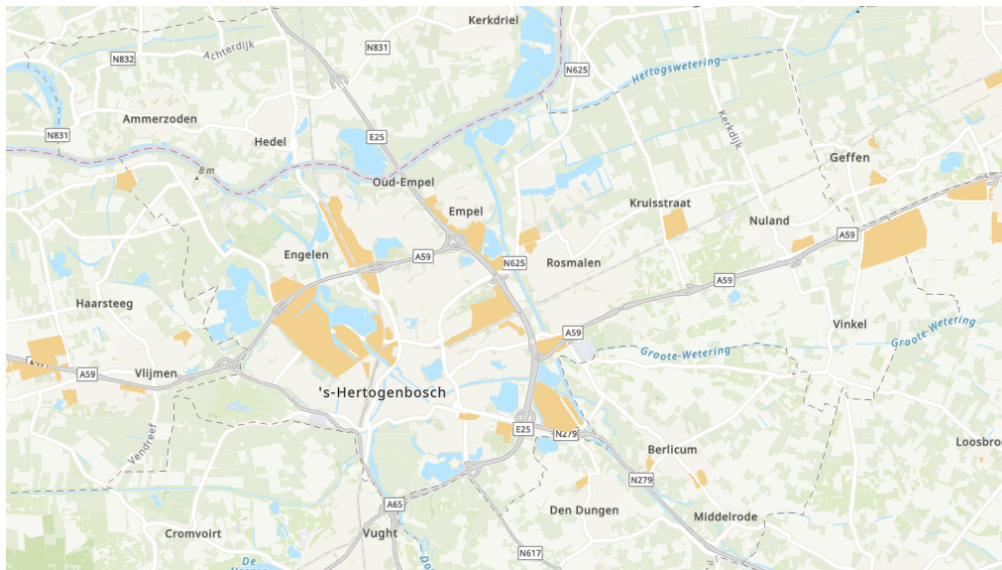 Kerkdriel
N831
Achterdijk
N832
N625
Hertogswetering
Ammerzoden
N831
E25
Hedel
Kerkdijk
Geffen
8 m
Oud-Empel
Kruisstraat
Empel
Nuland
A59
Engelen
A59
N625
Rosmalen
A59
Haarsteeg
Vinkel
A59
Groote-Wetering
Groote-Wetering
Vlijmen
A59
's-Hertogenbosch
Vendreef
E25
N279
Berlicum
N279
A65
Den Dungen
Middelrode
Cromvoirt
Vught
N617
De